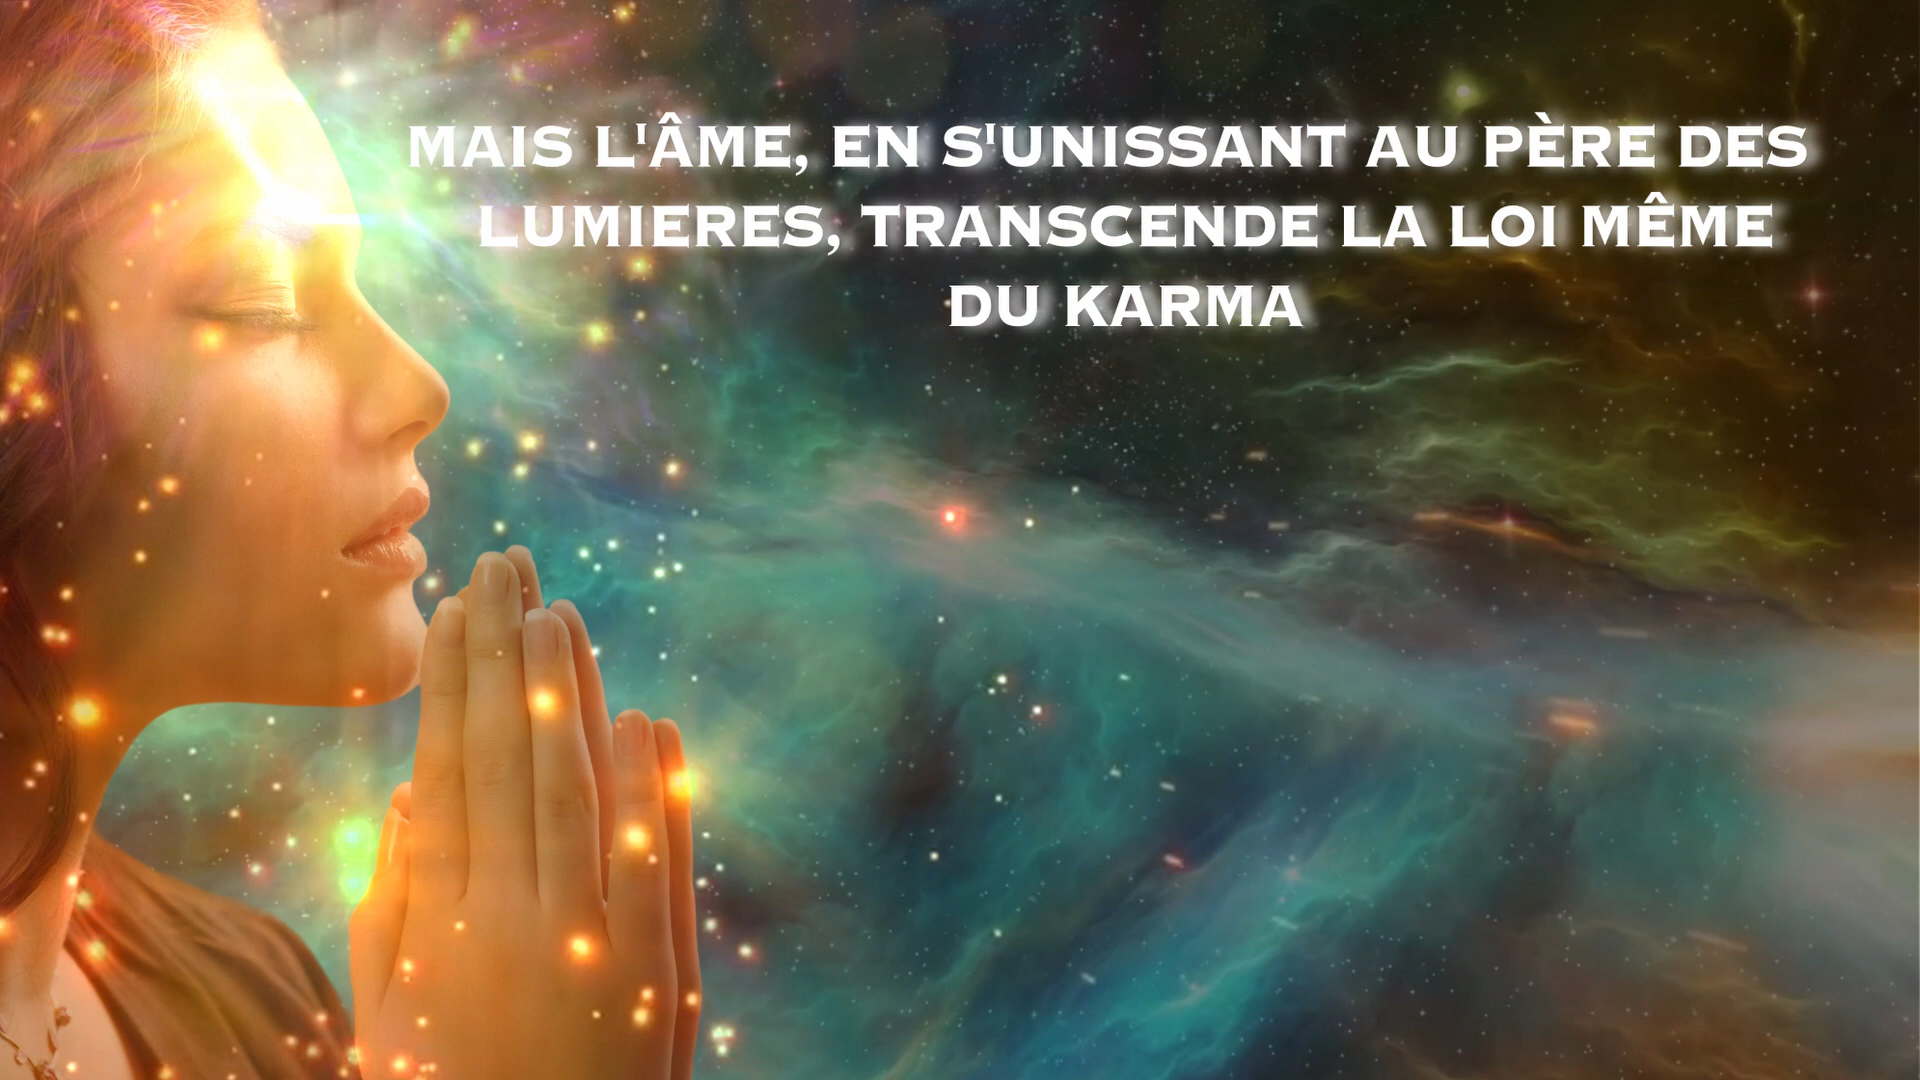 MAIS L'ÂME, EN S'UNISSANT AU PÈRE DES
LUMIERES, TRANSCENDE LA LOI MÊME
DU KARMA